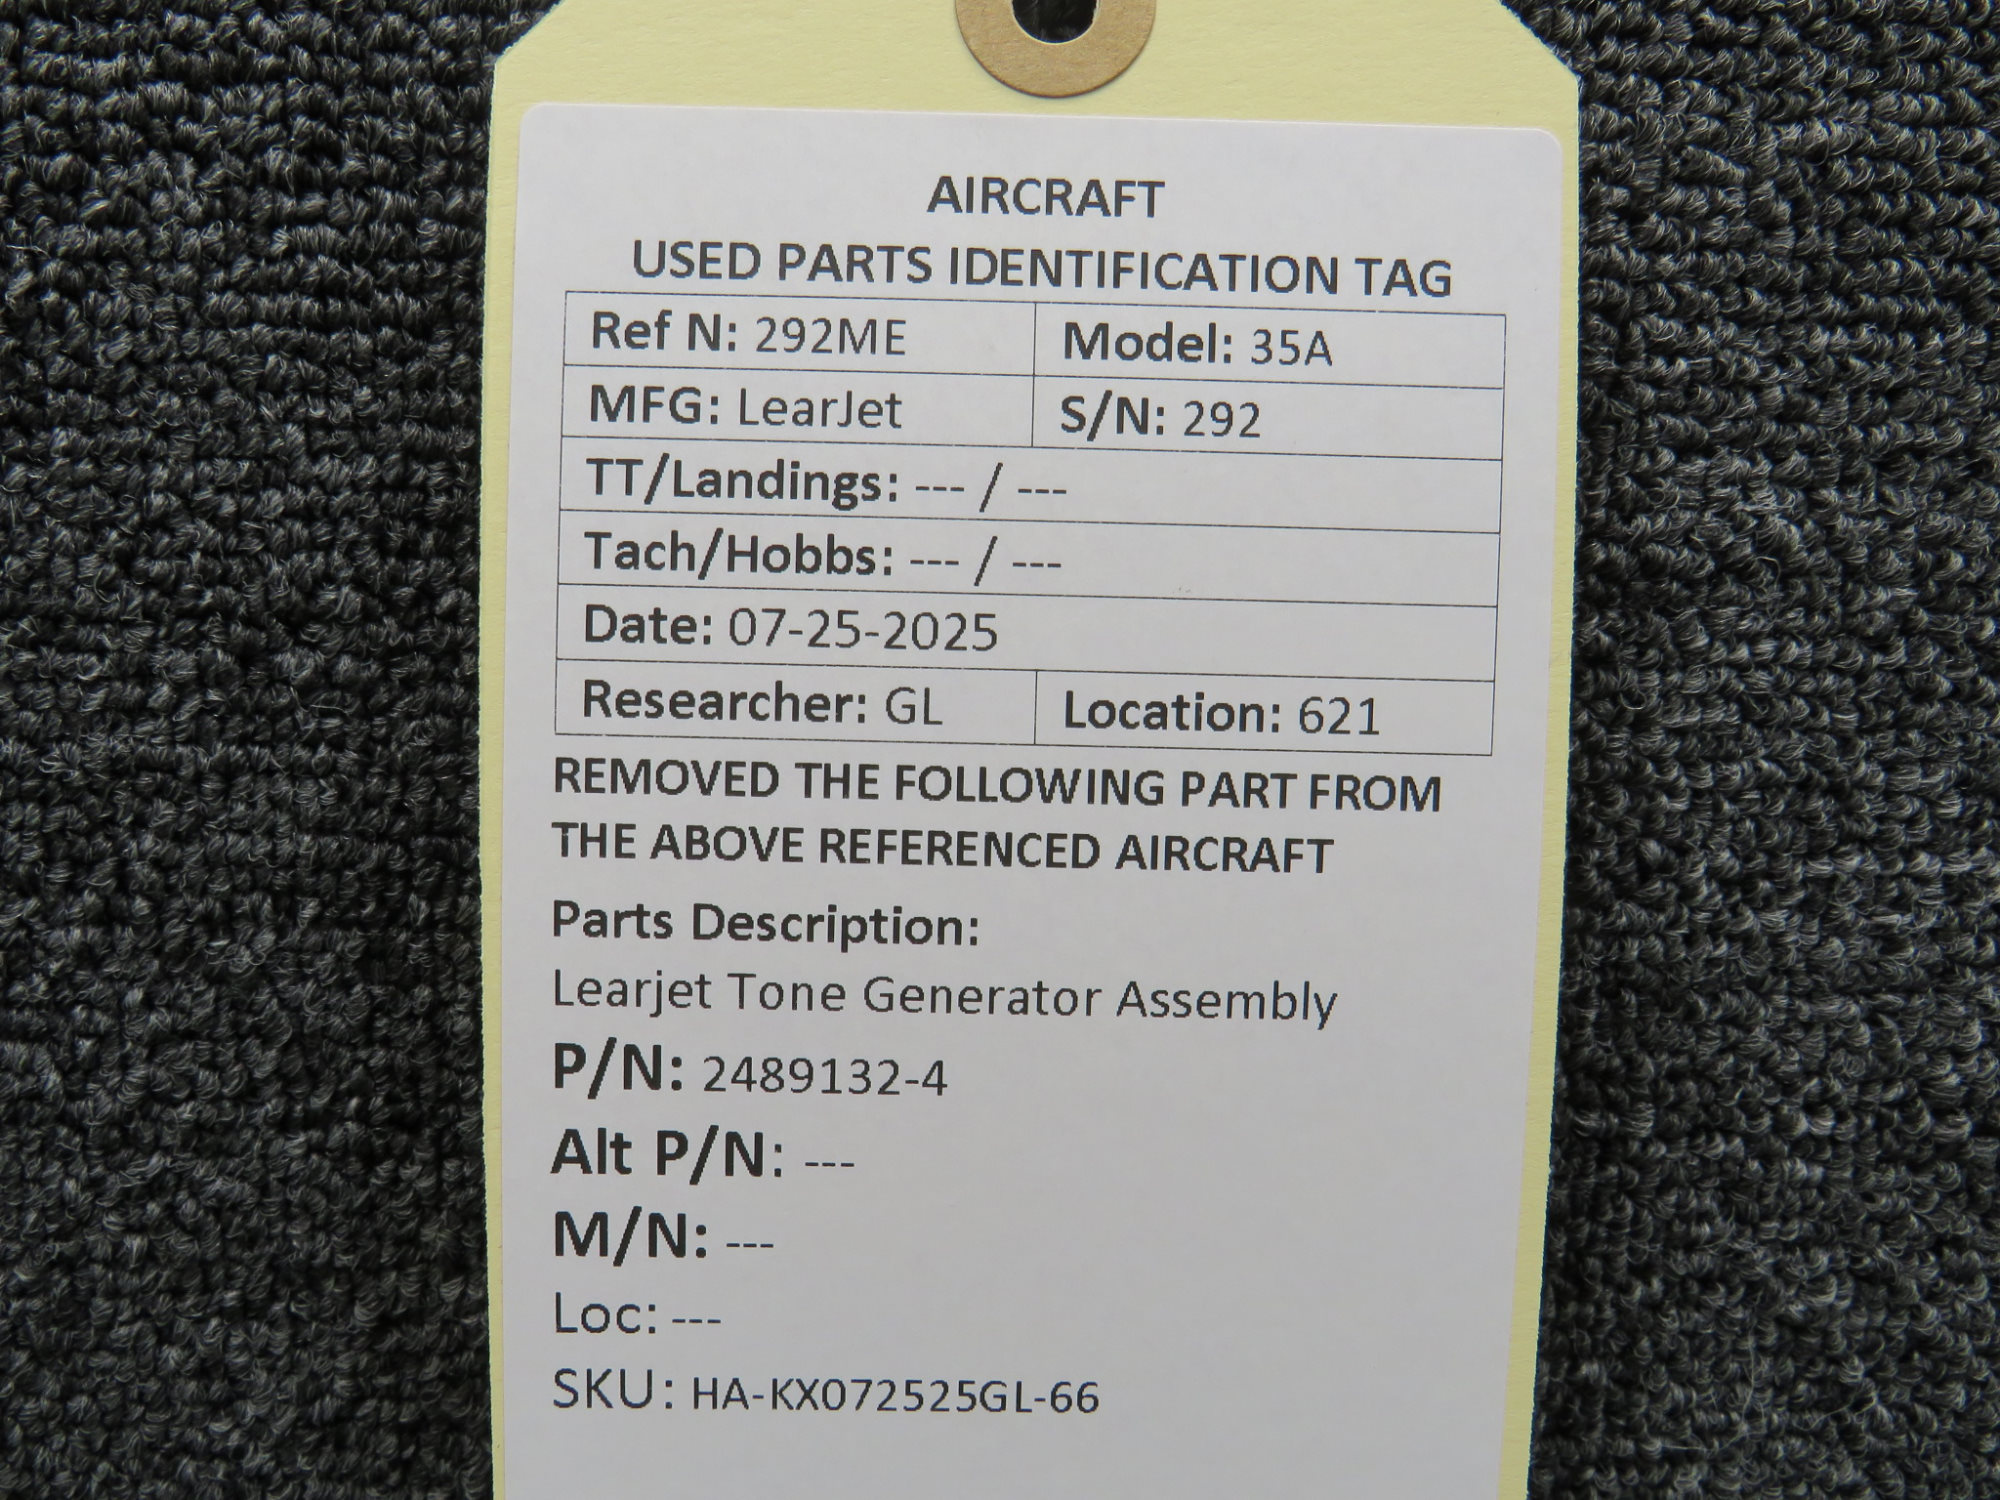 AIRCRAFT
USED PARTS IDENTIFICATION TAG
Ref N: 292ME Model: 35A
MFG: LearJet S/N: 292
TT/Landings: --- / ---
Tach/Hobbs: --- / ---
Date: 07-25-2025
Researcher: GL Location: 621
REMOVED THE FOLLOWING PART FROM
THE ABOVE REFERENCED AIRCRAFT
Parts Description:
Learjet Tone Generator Assembly
P/N: 2489132-4
Alt P/N: ---
M/N: ---
Loc: ---
SKU: HA-KX072525GL-66